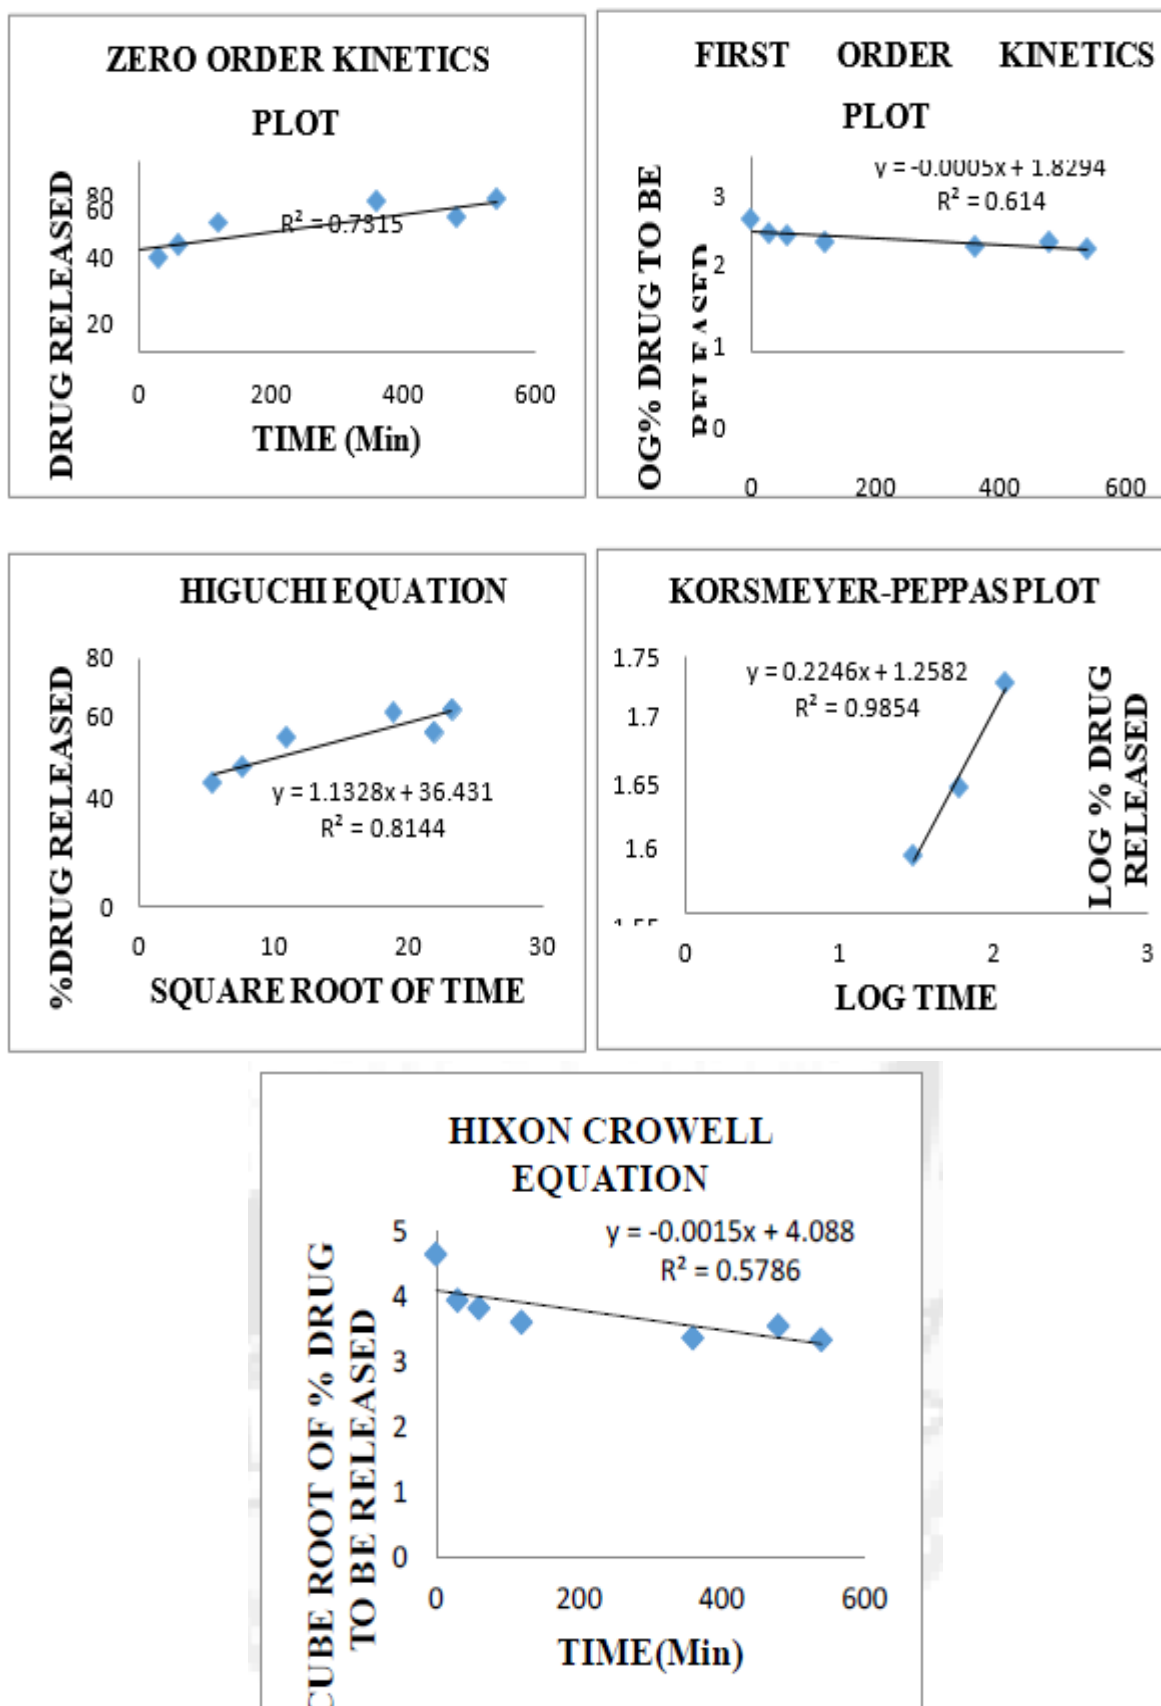 ZERO ORDER KINETICS
PLOT
DRUG RELEASED
80
60
40
20
R² = 0.7315
0 200 400 600
TIME (Min)
FIRST ORDER KINETICS
PLOT
OG% DRUG TO BE
RELEASED
y = -0.0005x + 1.8294
R² = 0.614
3
2
1
0
0 200 400 600
HIGUCHI EQUATION
%DRUG RELEASED
80
60
40
0
y = 1.1328x + 36.431
R² = 0.8144
0 10 20 30
SQUARE ROOT OF TIME
KORSMEYER-PEPPAS PLOT
1.75
1.7
1.65
1.6
y = 0.2246x + 1.2582
R² = 0.9854
LOG % DRUG
RELEASED
0 1 2 3
LOG TIME
HIXON CROWELL
EQUATION
CUBE ROOT OF % DRUG
TO BE RELEASED
y = -0.0015x + 4.088
R² = 0.5786
5
4
3
2
1
0
0 200 400 600
TIME(Min)